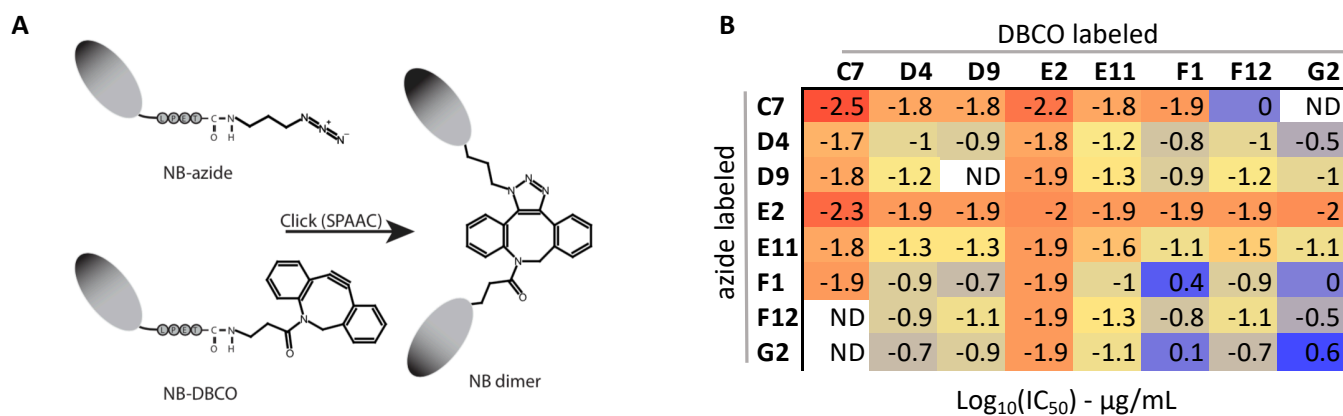 A
L P E T C N
O H
N N⁺ N⁻
NB-azide
Click (SPAAC)
L P E T C N
O H
N
O
NB-DBCO
N N
N
N
O
NB dimer
B
DBCO labeled
C7 D4 D9 E2 E11 F1 F12 G2
azide labeled
C7 -2.5 -1.8 -1.8 -2.2 -1.8 -1.9 0 ND
D4 -1.7 -1 -0.9 -1.8 -1.2 -0.8 -1 -0.5
D9 -1.8 -1.2 ND -1.9 -1.3 -0.9 -1.2 -1
E2 -2.3 -1.9 -1.9 -2 -1.9 -1.9 -1.9 -2
E11 -1.8 -1.3 -1.3 -1.9 -1.6 -1.1 -1.5 -1.1
F1 -1.9 -0.9 -0.7 -1.9 -1 0.4 -0.9 0
F12 ND -0.9 -1.1 -1.9 -1.3 -0.8 -1.1 -0.5
G2 ND -0.7 -0.9 -1.9 -1.1 0.1 -0.7 0.6
Log₁₀(IC₅₀) - µg/mL